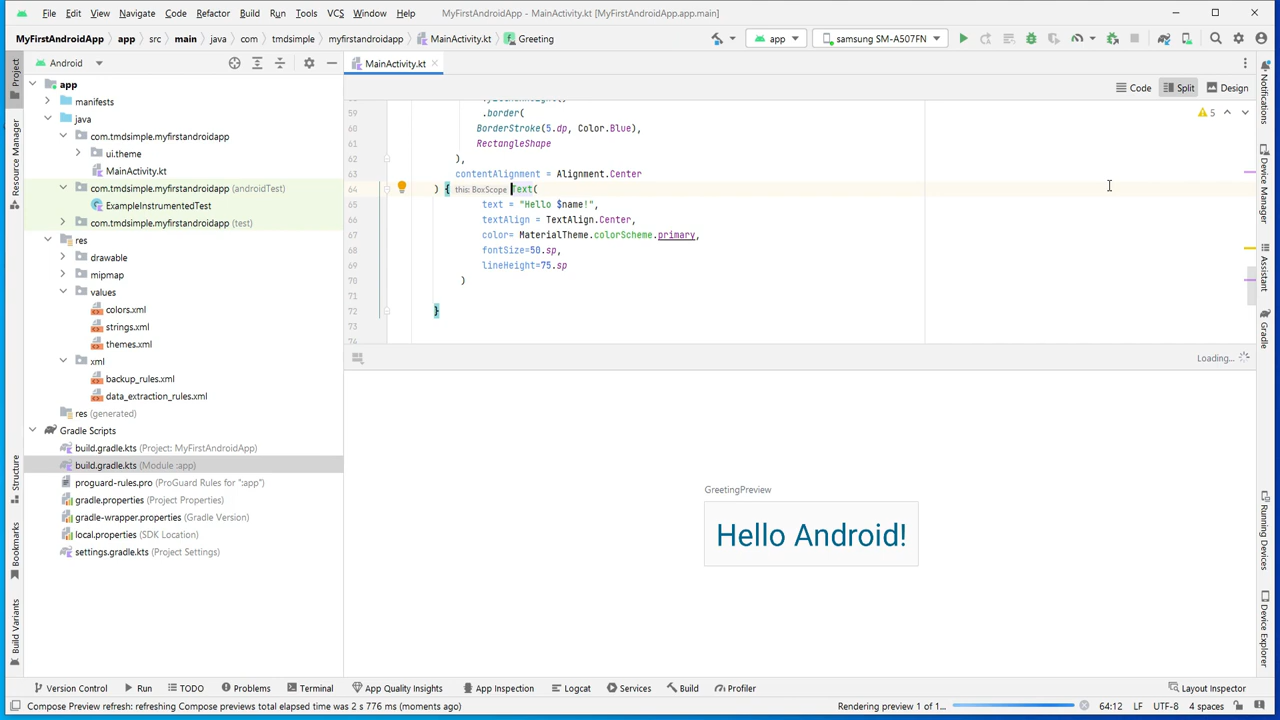 File Edit View Navigate Code Refactor Build Run Tools VCS Window Help MyFirstAndroidApp - MainActivity.kt [MyFirstAndroidApp.app.main]
MyFirstAndroidApp app src main java com tmdsimple myfirstandroidapp MainActivity.kt Greeting app samsung SM-A507FN
Project
Resource Manager
Structure
Bookmarks
Build Variants
Android
app
manifests
java
com.tmdsimple.myfirstandroidapp
ui.theme
MainActivity.kt
com.tmdsimple.myfirstandroidapp (androidTest)
ExampleInstrumentedTest
com.tmdsimple.myfirstandroidapp (test)
res
drawable
mipmap
values
colors.xml
strings.xml
themes.xml
xml
backup_rules.xml
data_extraction_rules.xml
res (generated)
Gradle Scripts
build.gradle.kts (Project: MyFirstAndroidApp)
build.gradle.kts (Module :app)
proguard-rules.pro (ProGuard Rules for ":app")
gradle.properties (Project Properties)
gradle-wrapper.properties (Gradle Version)
local.properties (SDK Location)
settings.gradle.kts (Project Settings)
MainActivity.kt
Code Split Design
5
59 .border(
60 BorderStroke(5.dp, Color.Blue),
61 RectangleShape
62 ),
63 contentAlignment = Alignment.Center
64 ) { this: BoxScope Text(
65 text = "Hello $name!",
66 textAlign = TextAlign.Center,
67 color= MaterialTheme.colorScheme.primary,
68 fontSize=50.sp,
69 lineHeight=75.sp
70 )
71
72 }
73
74
Loading...
GreetingPreview
Hello Android!
Notifications
Device Manager
Assistant
Gradle
Running Devices
Device Explorer
Version Control Run TODO Problems Terminal App Quality Insights App Inspection Logcat Services Build Profiler Layout Inspector
Compose Preview refresh: refreshing Compose previews total elapsed time was 2 s 776 ms (moments ago) Rendering preview 1 of 1... 64:12 LF UTF-8 4 spaces